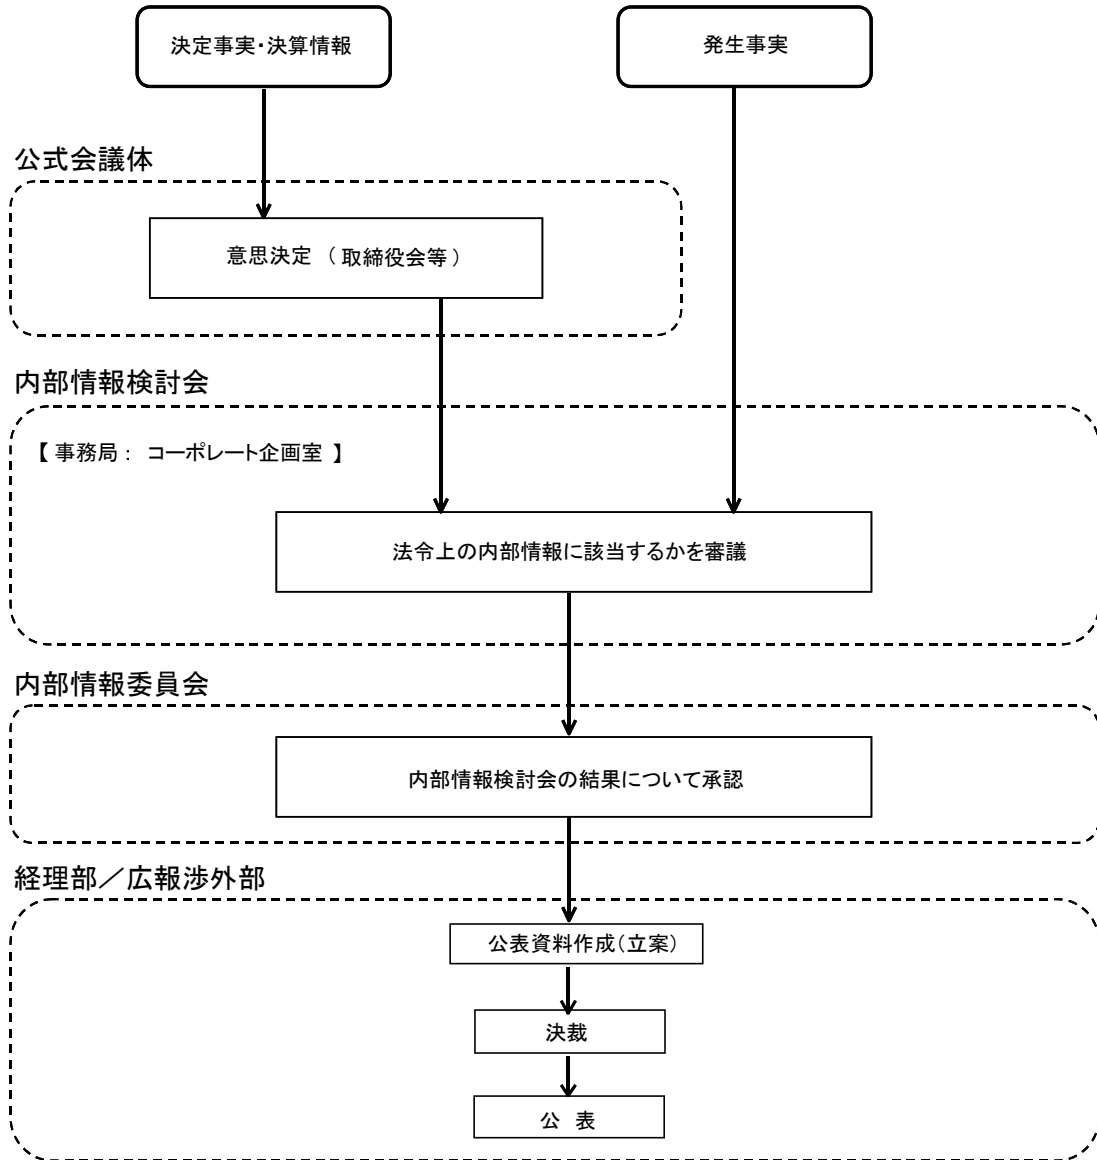 決定事実・決算情報
発生事実
公式会議体
意思決定 （取締役会等）
内部情報検討会
【 事務局： コーポレート企画室 】
法令上の内部情報に該当するかを審議
内部情報委員会
内部情報検討会の結果について承認
経理部／広報渉外部
公表資料作成（立案）
決裁
公 表